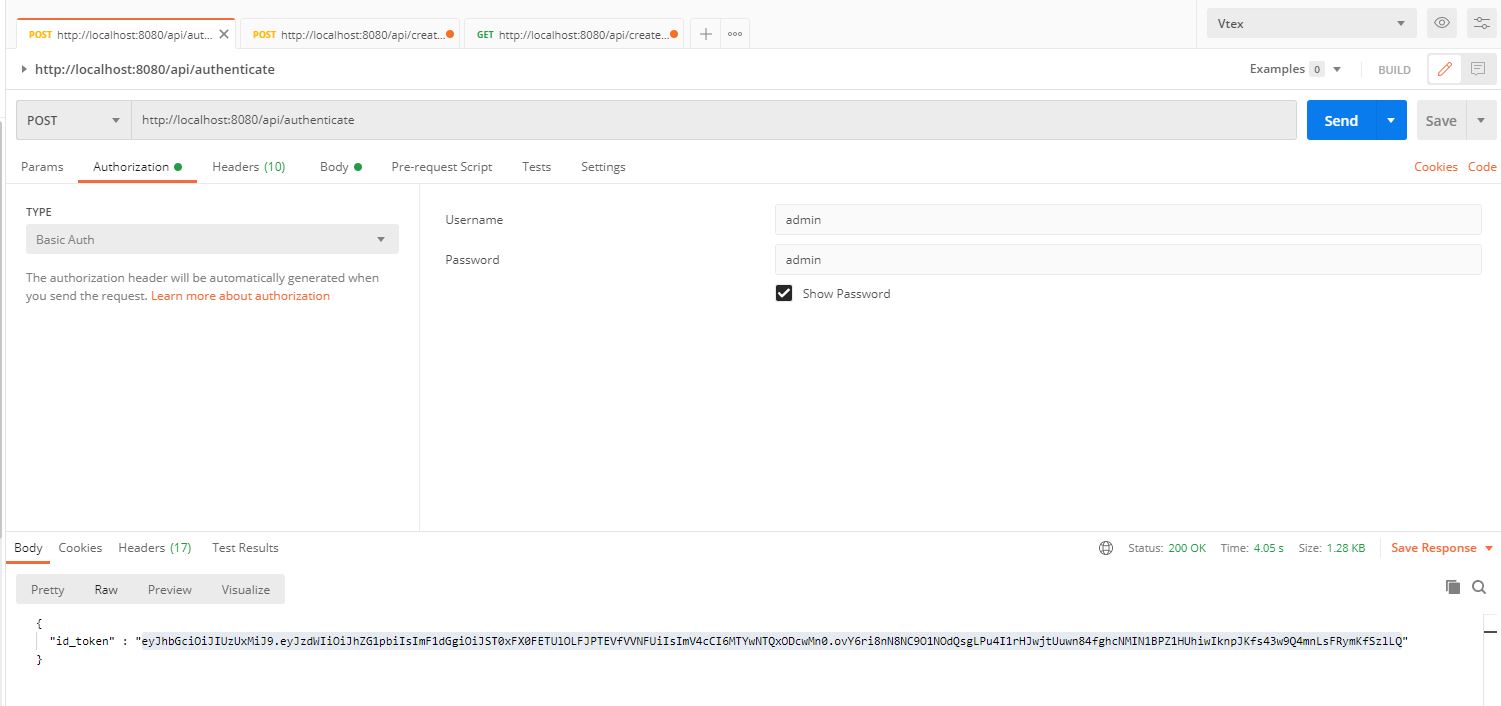 POST http://localhost:8080/api/aut... POST http://localhost:8080/api/creat... GET http://localhost:8080/api/create... Vtex
http://localhost:8080/api/authenticate Examples 0 BUILD
POST http://localhost:8080/api/authenticate Send Save
Params Authorization Headers (10) Body Pre-request Script Tests Settings Cookies Code
TYPE
Basic Auth
The authorization header will be automatically generated when
you send the request. Learn more about authorization
Username admin
Password admin
Show Password
Body Cookies Headers (17) Test Results Status: 200 OK Time: 4.05 s Size: 1.28 KB Save Response
Pretty Raw Preview Visualize
{
"id_token" : "eyJhbGciOiJIUzUxMiJ9.eyJzdWIiOiJhZG1pbiIsImF1dGgiOiJST0xFX0FETUlOLFJPTEVfVVNFUiIsImV4cCI6MTYwNTQxODcwMn0.ovY6ri8nN8NC9O1NOdQsgLPu4I1rHJwjtUuwn84fghcNMIN1BPZ1HUhiwIknpJKfs43w9Q4mnLsFRymKfSzlLQ"
}